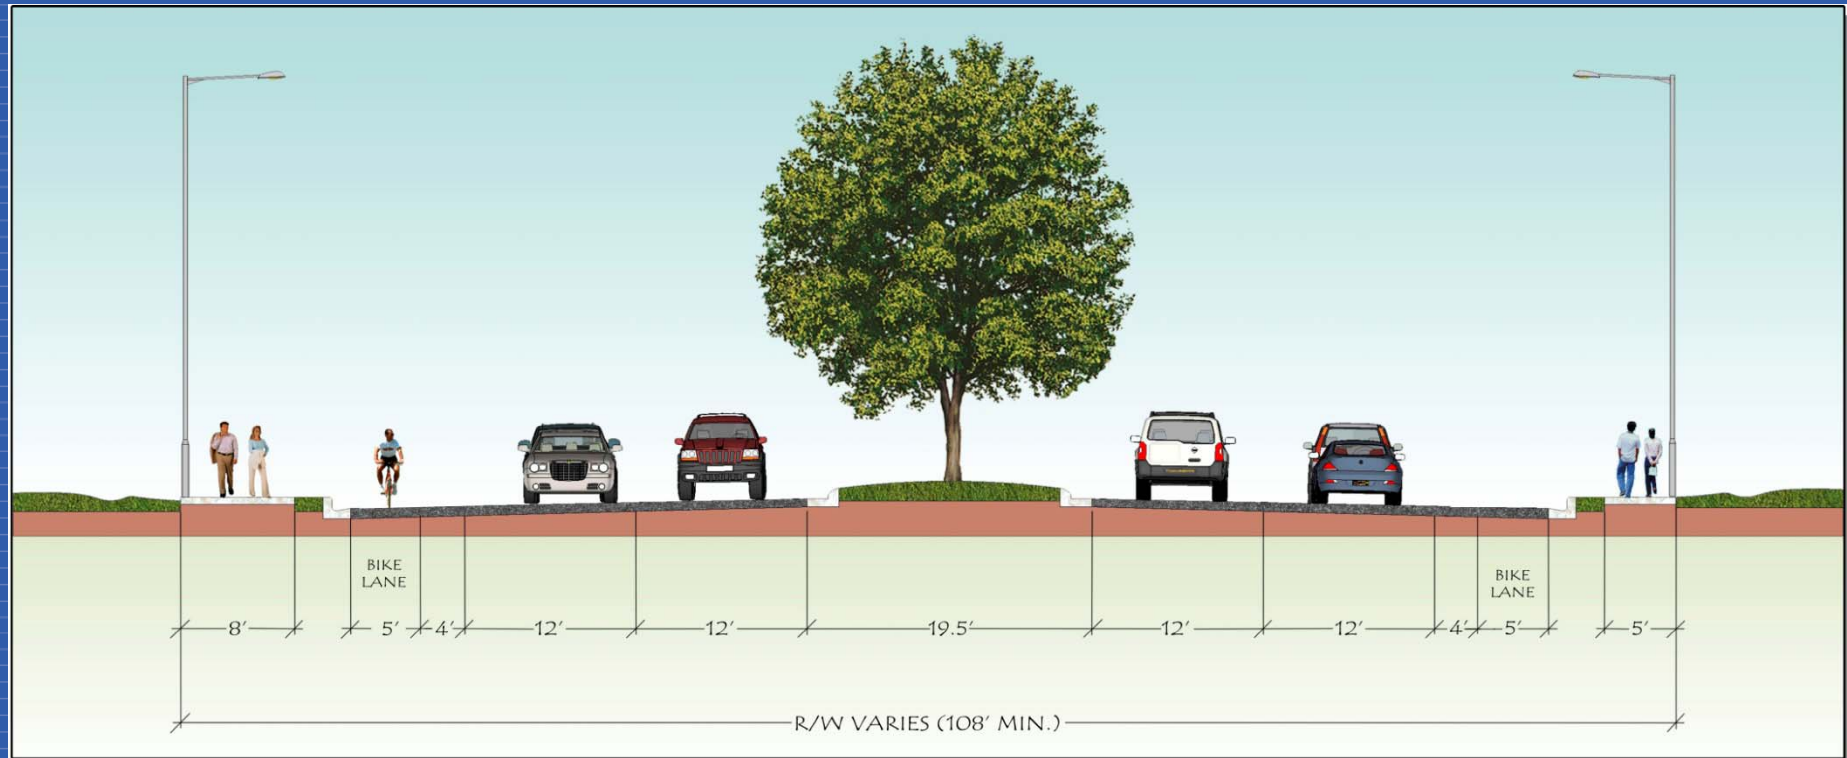 BIKE
LANE
BIKE
LANE
8' 5' 4' 12' 12' 19.5' 12' 12' 4' 5' 5'
R/W VARIES (108' MIN.)